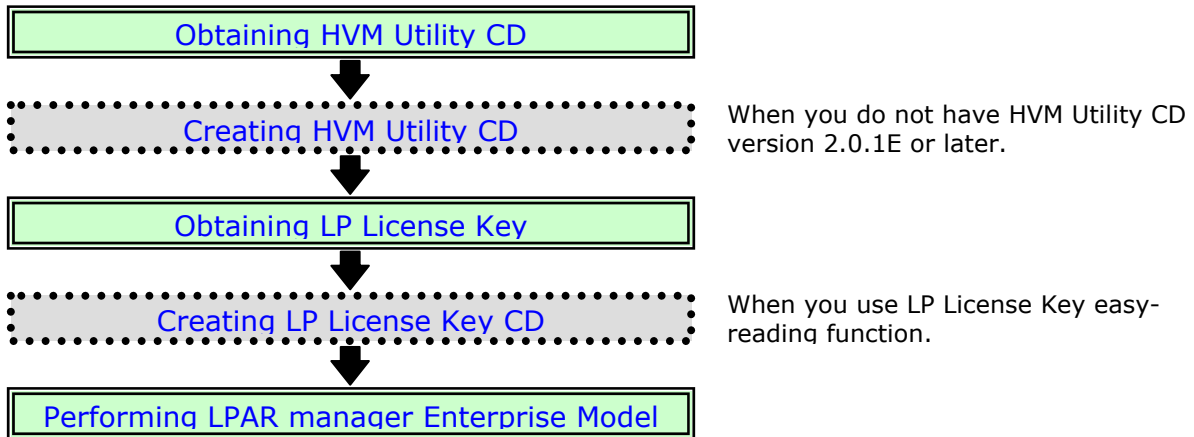 Obtaining HVM Utility CD
Creating HVM Utility CD
When you do not have HVM Utility CD
version 2.0.1E or later.
Obtaining LP License Key
Creating LP License Key CD
When you use LP License Key easy-
reading function.
Performing LPAR manager Enterprise Model